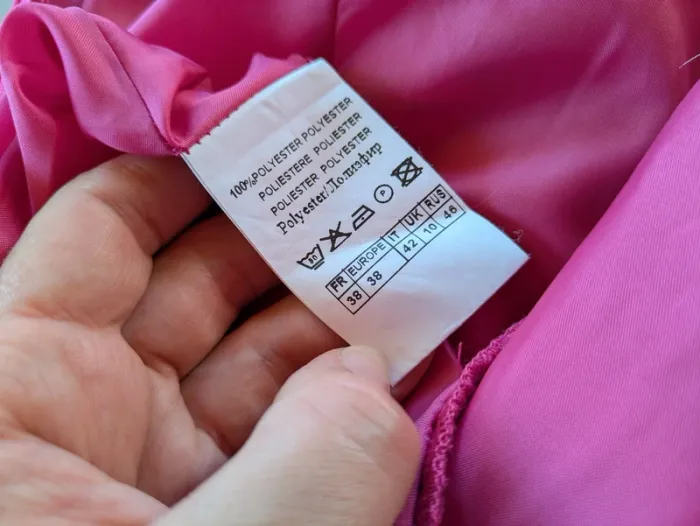 100%POLYESTER POLYESTER
POLIESTERE POLIESTER
POLIESTER POLYESTER
Polyester/Полиэфир
30 P
FR EUROPE IT UK RUS
38 38 42 10 46